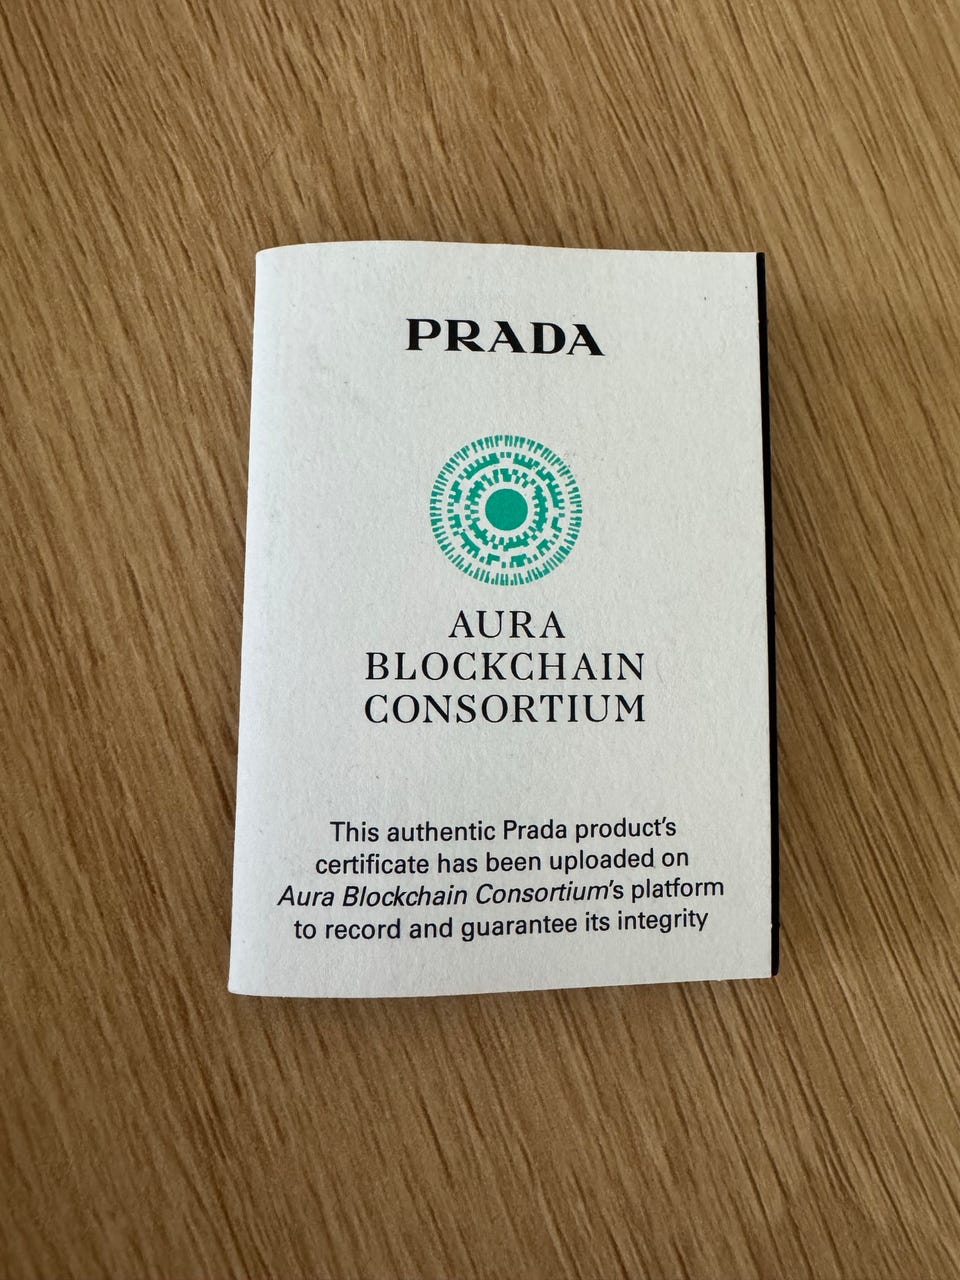 PRADA
AURA
BLOCKCHAIN
CONSORTIUM
This authentic Prada product's
certificate has been uploaded on
Aura Blockchain Consortium's platform
to record and guarantee its integrity